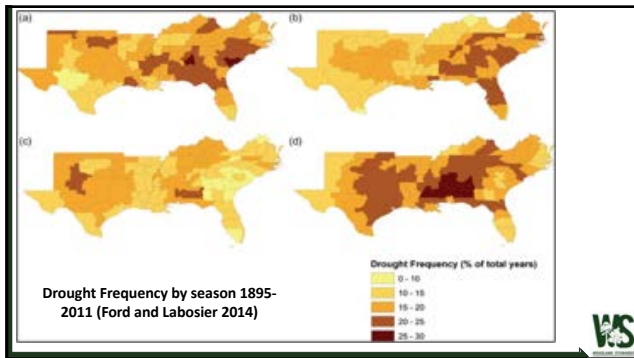 (a)
(b)
(c)
(d)
Drought Frequency (% of total years)
0 - 10
10 - 15
15 - 20
20 - 25
25 - 30
Drought Frequency by season 1895-
2011 (Ford and Labosier 2014)
WS